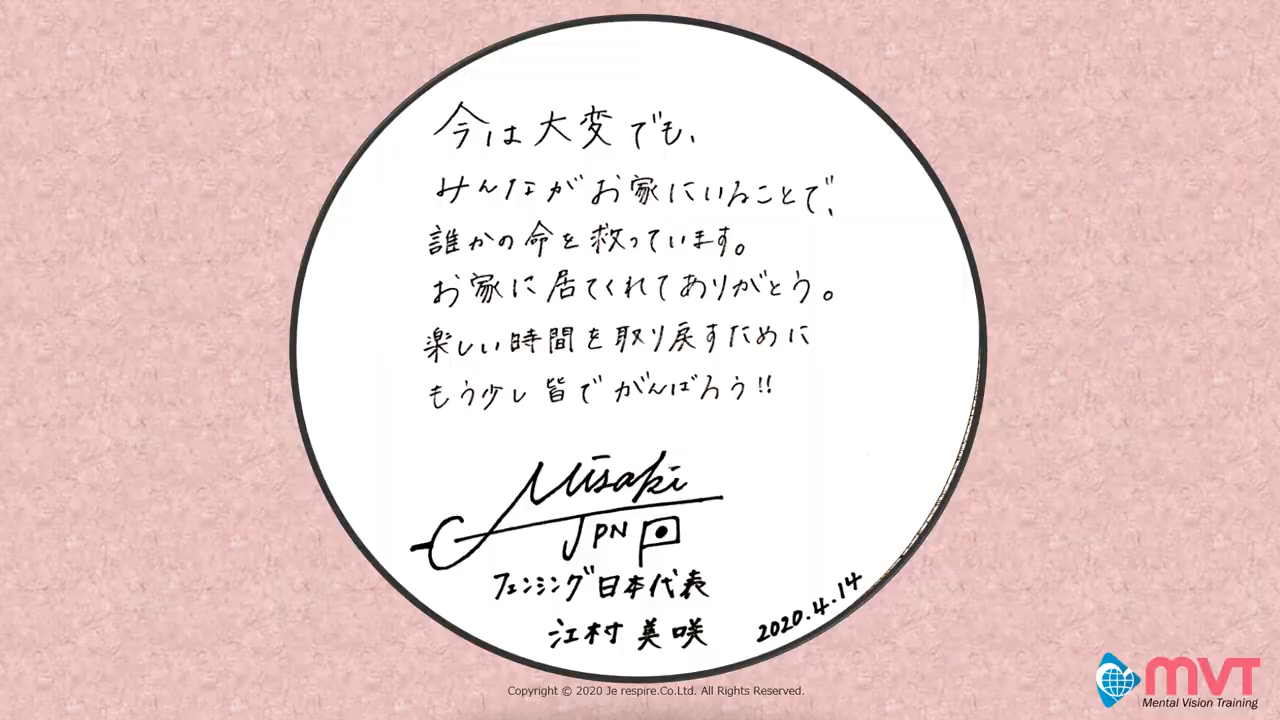 今は大変でも、
みんながお家にいることで、
誰かの命を救っています。
お家に居てくれてありがとう。
楽しい時間を取り戻すために
もう少し皆でがんばろう!!
Misaki
JPN
フェンシング日本代表
江村美咲
2020.4.14
Copyright © 2020 Je respire.Co.Ltd. All Rights Reserved.
MVT
Mental Vision Training